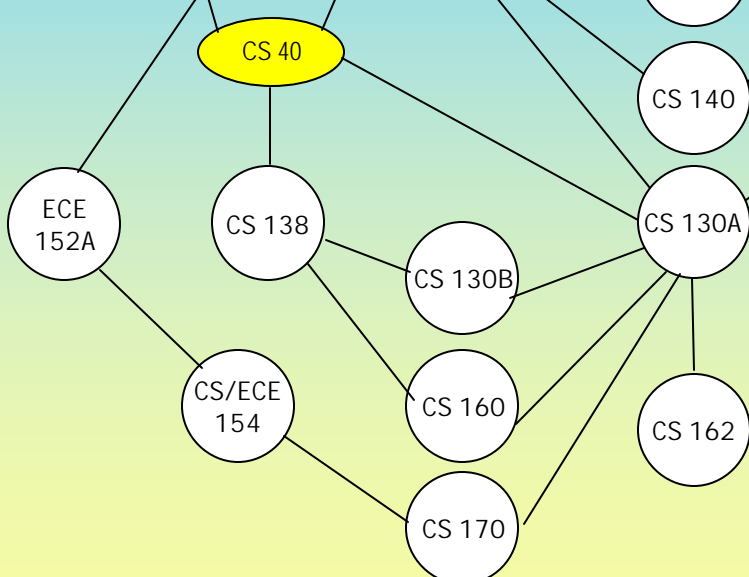 CS 40
CS 140
ECE
152A
CS 138
CS 130A
CS 130B
CS/ECE
154
CS 160
CS 162
CS 170